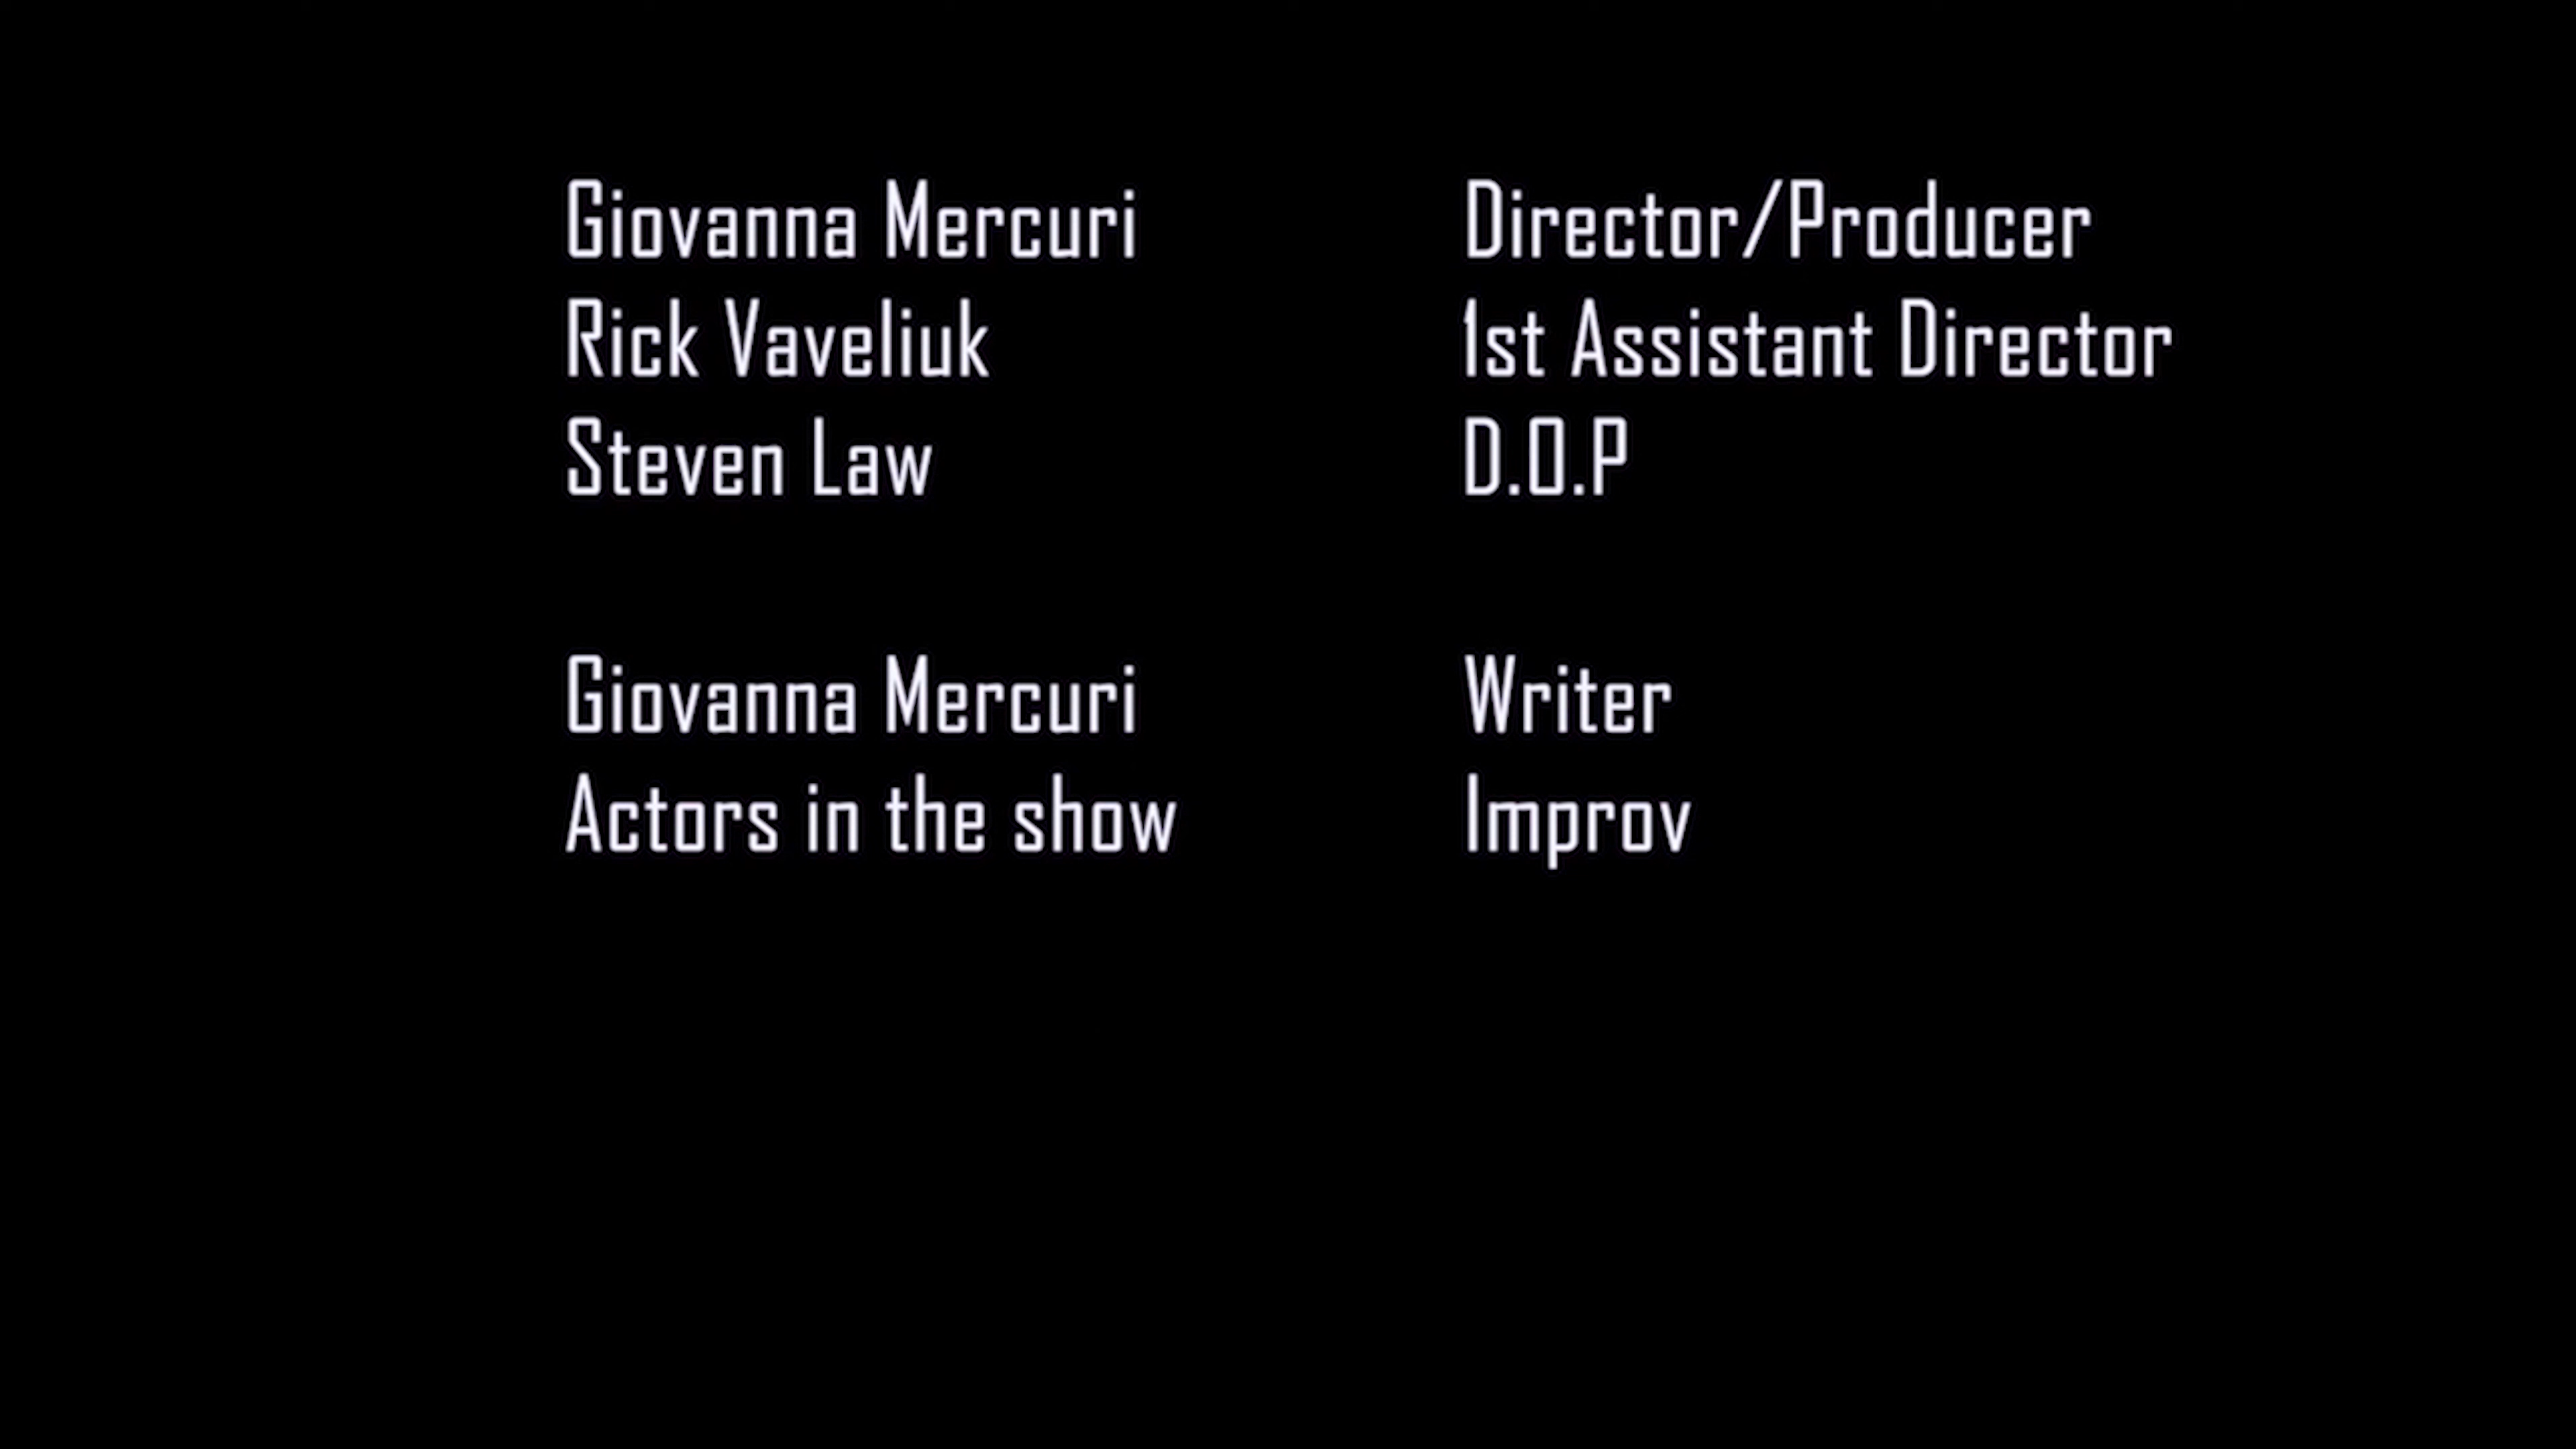 Giovanna Mercuri Director/Producer
Rick Vaveliuk 1st Assistant Director
Steven Law D.O.P
Giovanna Mercuri Writer
Actors in the show Improv